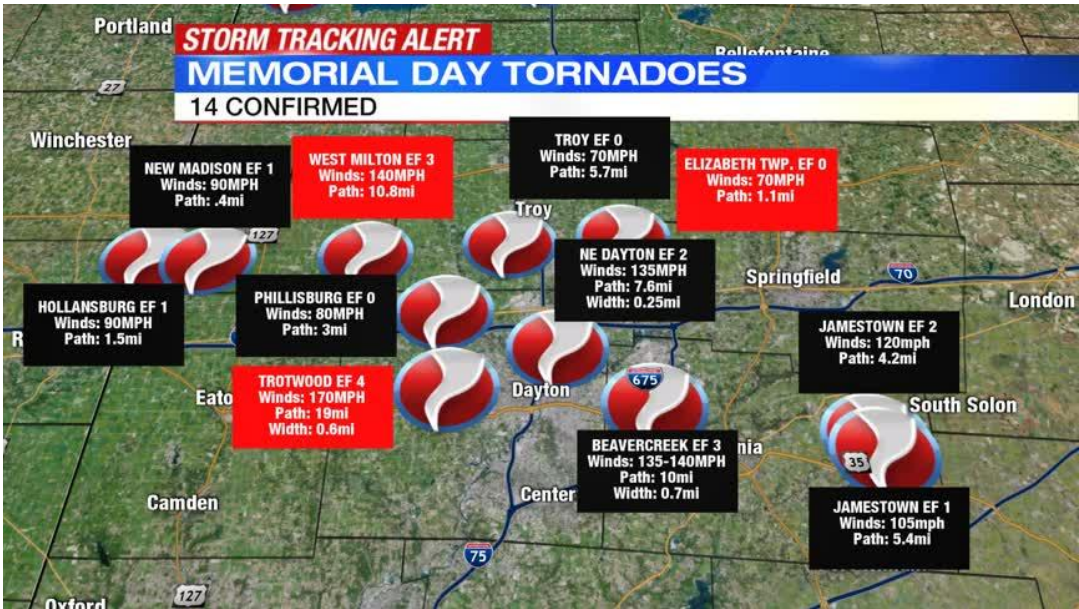 Portland
STORM TRACKING ALERT
Bellefontaine
MEMORIAL DAY TORNADOES
27
14 CONFIRMED
Winchester
NEW MADISON EF 1
Winds: 90MPH
Path: .4mi
WEST MILTON EF 3
Winds: 140MPH
Path: 10.8mi
TROY EF 0
Winds: 70MPH
Path: 5.7mi
ELIZABETH TWP. EF 0
Winds: 70MPH
Path: 1.1mi
Troy
127
HOLLANSBURG EF 1
Winds: 90MPH
Path: 1.5mi
PHILLISBURG EF 0
Winds: 80MPH
Path: 3mi
NE DAYTON EF 2
Winds: 135MPH
Path: 7.6mi
Width: 0.25mi
Springfield
70
London
R
JAMESTOWN EF 2
Winds: 120mph
Path: 4.2mi
TROTWOOD EF 4
Winds: 170MPH
Path: 19mi
Width: 0.6mi
Eato
Dayton
675
South Solon
BEAVERCREEK EF 3
Winds: 135-140MPH
Path: 10mi
Width: 0.7mi
nia
35
Camden
Center
JAMESTOWN EF 1
Winds: 105mph
Path: 5.4mi
75
127
Oxford